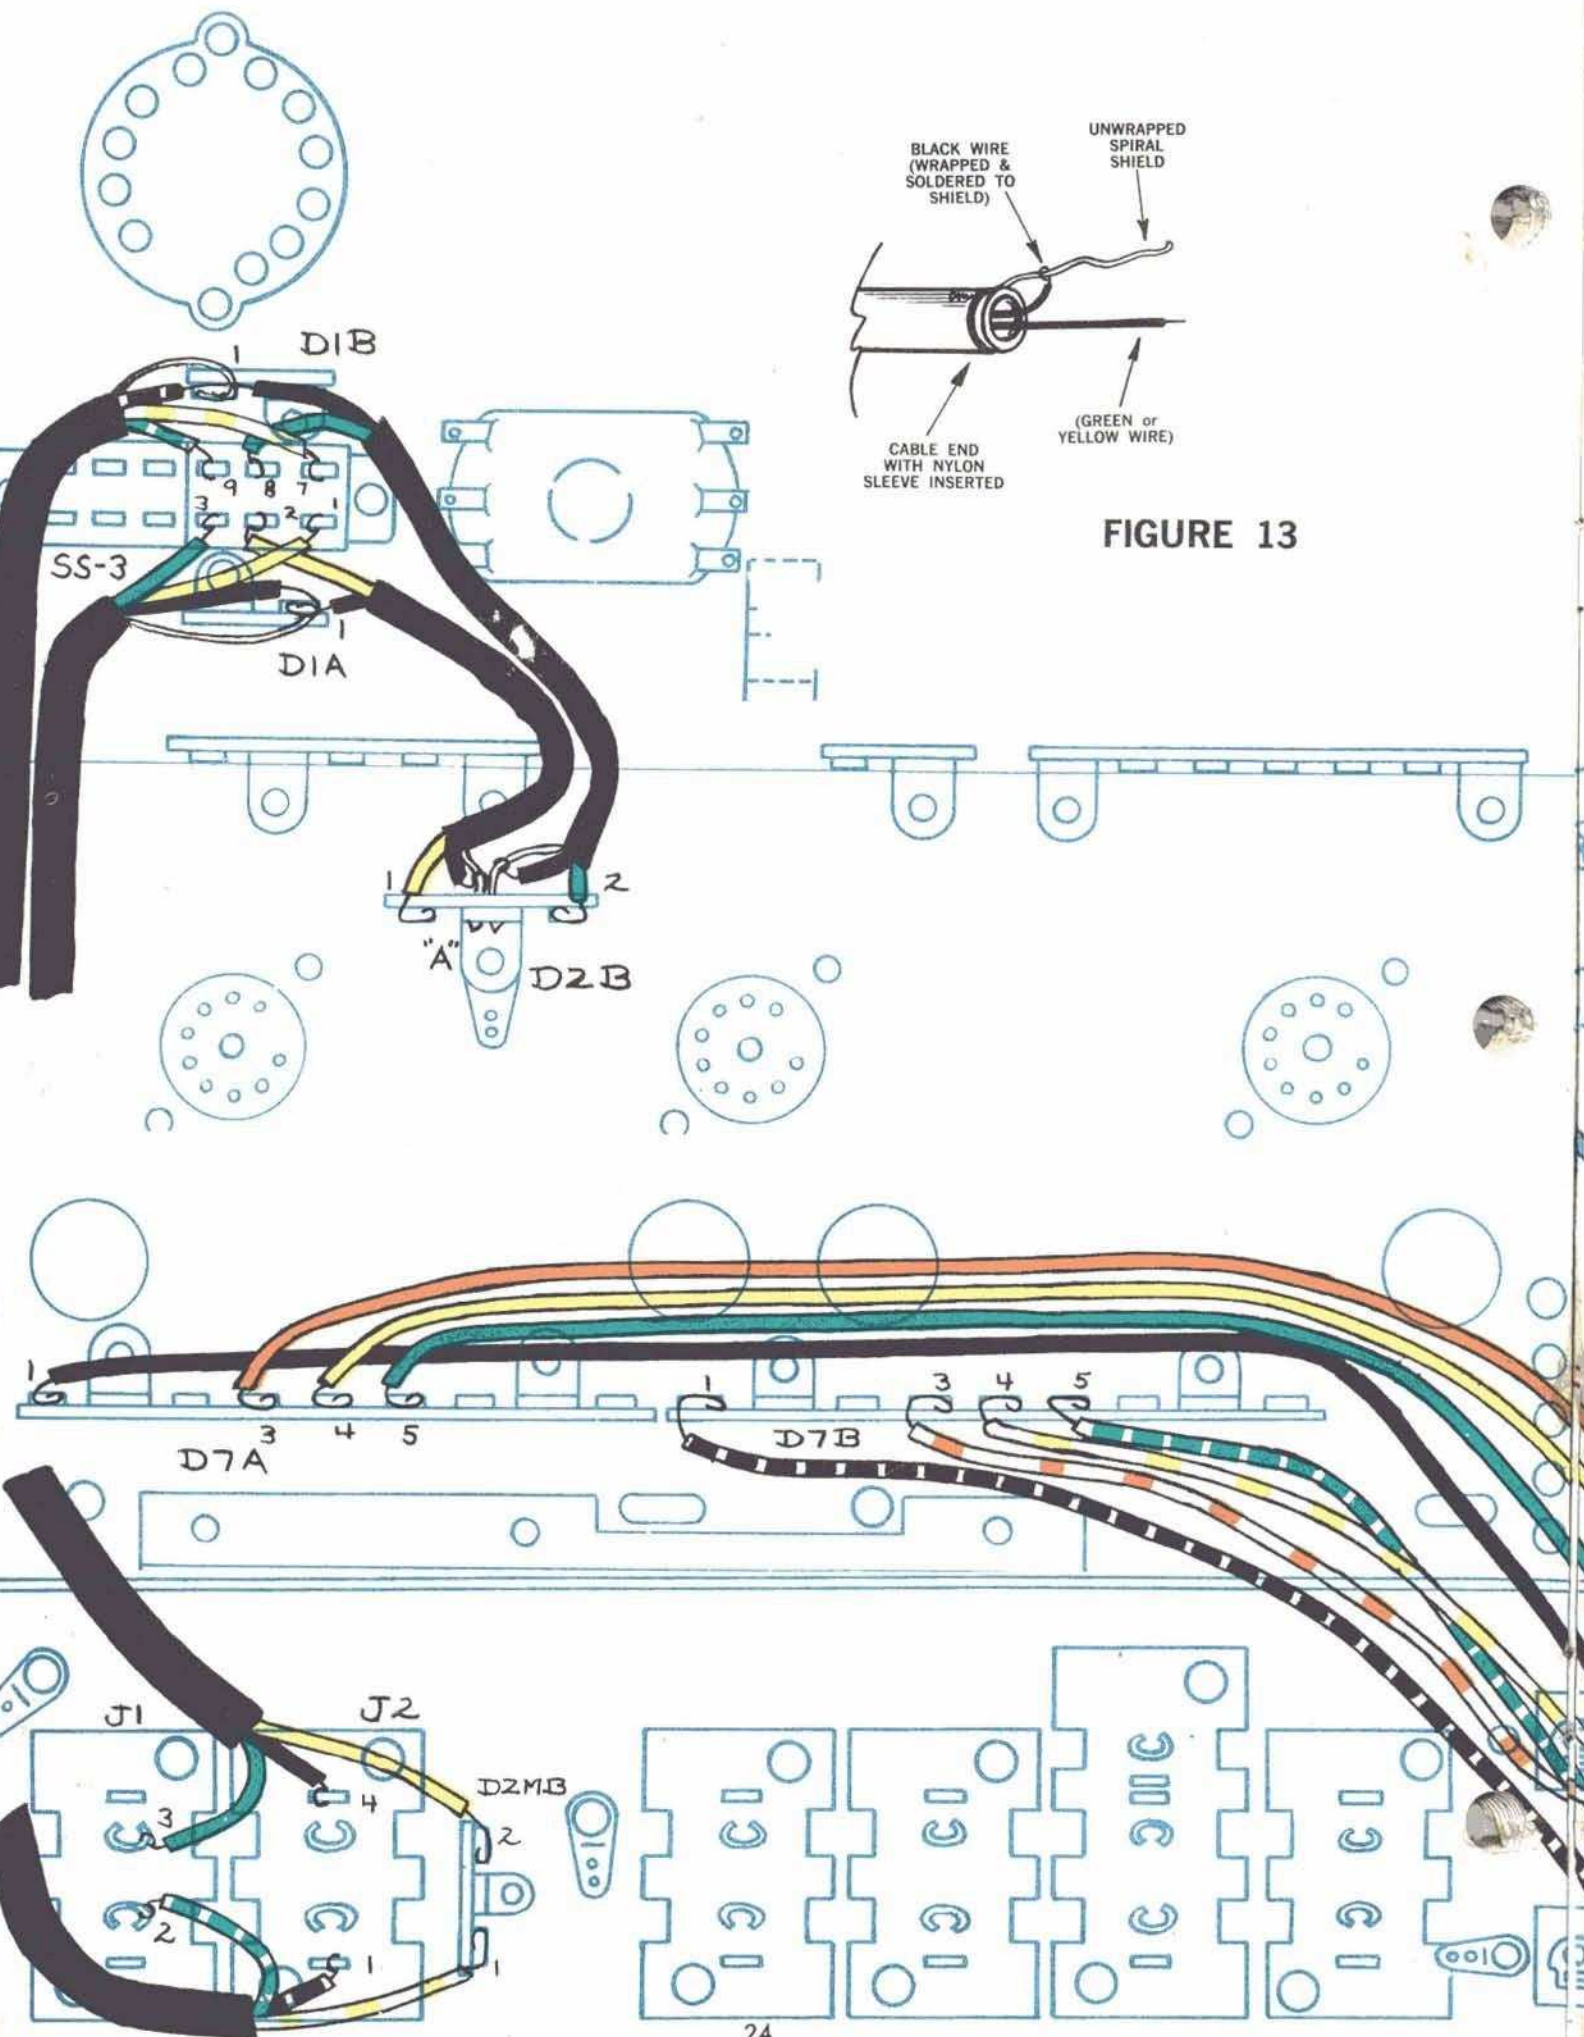 BLACK WIRE
(WRAPPED &
SOLDERED TO
SHIELD)
UNWRAPPED
SPIRAL
SHIELD
CABLE END
WITH NYLON
SLEEVE INSERTED
(GREEN or
YELLOW WIRE)
FIGURE 13
1 D1B
9 8 7
3 2 1
SS-3
1
D1A
1 2
"A"
D2B
1
3 4 5
D7A
1 3 4 5
D7B
J1 J2
D2MB
4
3
2
2
1
1
24